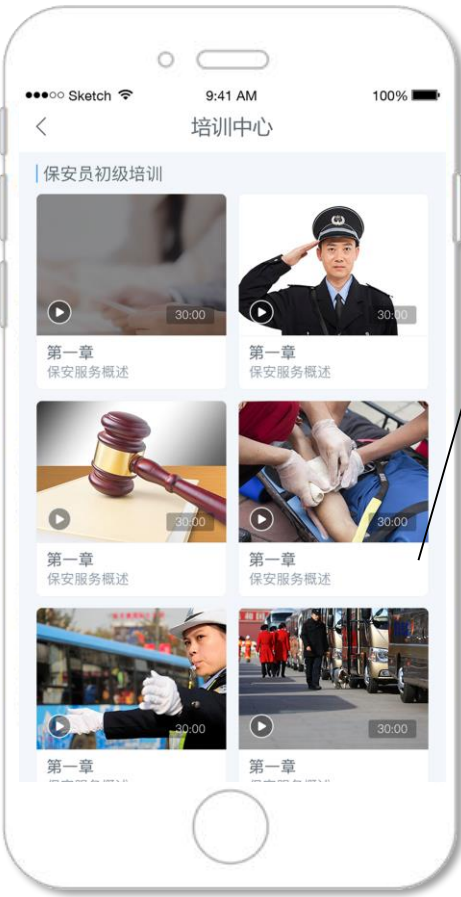 ●●●○○ Sketch 9:41 AM 100%
培训中心
保安员初级培训
30:00 30:00
第一章 第一章
保安服务概述 保安服务概述
30:00 30:00
第一章 第一章
保安服务概述 保安服务概述
30:00 30:00
第一章 第一章